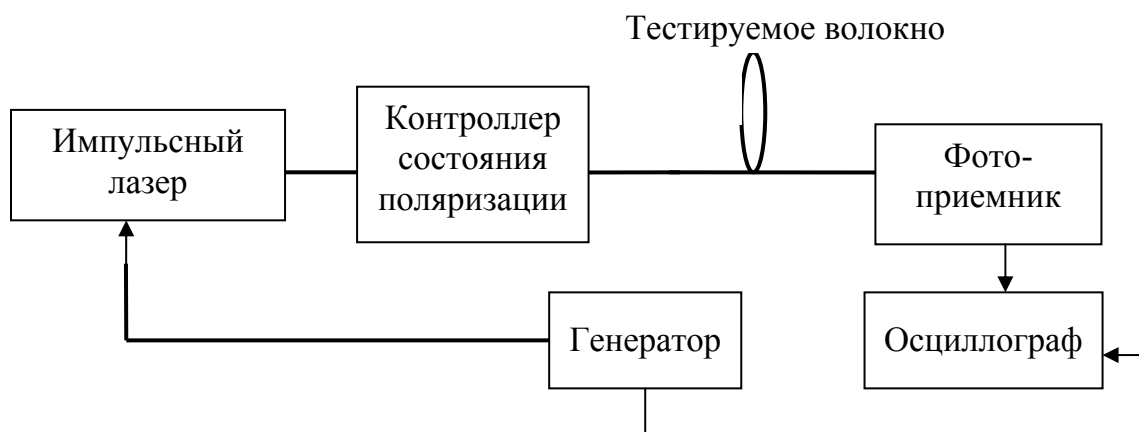 Тестируемое волокно
Импульсный
лазер
Контроллер
состояния
поляризации
Фото-
приемник
Генератор
Осциллограф